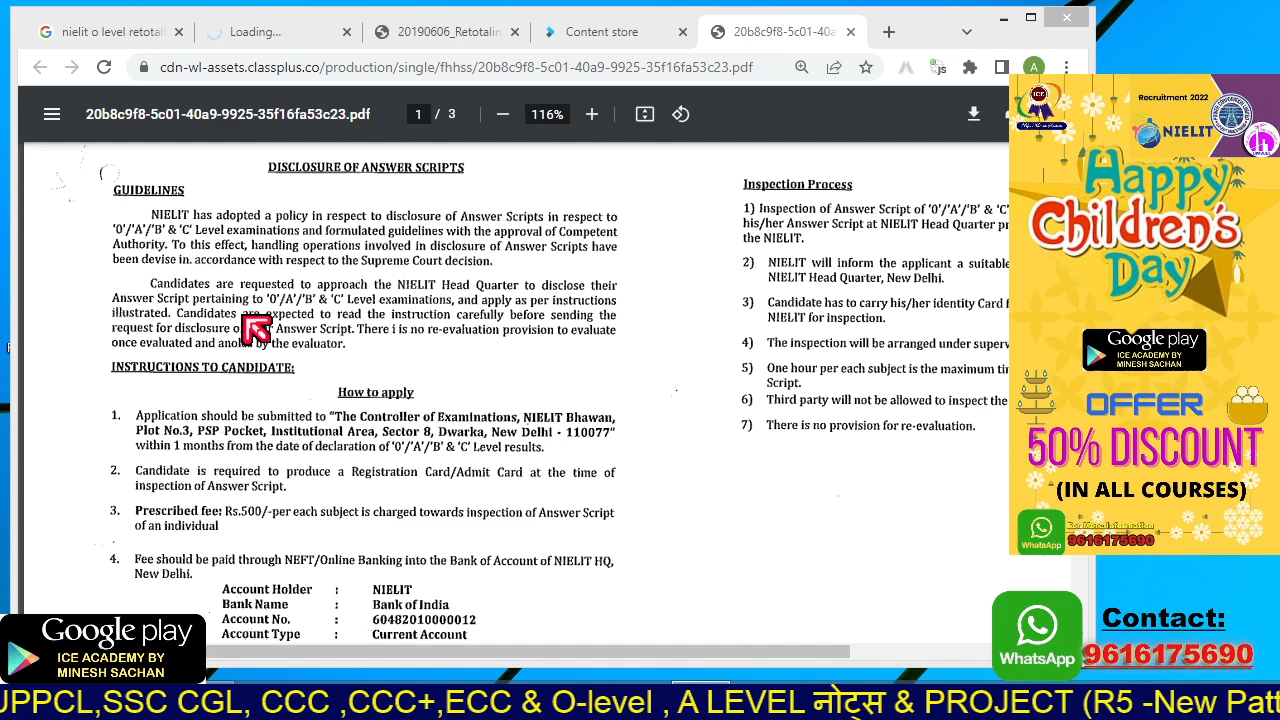 nielit o level retotall
Loading...
20190606_Retotalin
Content store
20b8c9f8-5c01-40a9
cdn-wl-assets.classplus.co/production/single/fhhss/20b8c9f8-5c01-40a9-9925-35f16fa53c23.pdf
A
20b8c9f8-5c01-40a9-9925-35f16fa53c23.pdf
1 / 3
116%
DISCLOSURE OF ANSWER SCRIPTS
GUIDELINES
NIELIT has adopted a policy in respect to disclosure of Answer Scripts in respect to
'0'/'A'/'B' & 'C' Level examinations and formulated guidelines with the approval of Competent
Authority. To this effect, handling operations involved in disclosure of Answer Scripts have
been devise in. accordance with respect to the Supreme Court decision.
Candidates are requested to approach the NIELIT Head Quarter to disclose their
Answer Script pertaining to '0'/'A'/'B' & 'C' Level examinations, and apply as per instructions
illustrated. Candidates are expected to read the instruction carefully before sending the
request for disclosure Answer Script. There i is no re-evaluation provision to evaluate
once evaluated and by the evaluator.
INSTRUCTIONS TO CANDIDATE:
How to apply
1. Application should be submitted to "The Controller of Examinations, NIELIT Bhawan,
Plot No.3, PSP Pocket, Institutional Area, Sector 8, Dwarka, New Delhi - 110077"
within 1 months from the date of declaration of '0'/'A'/'B' & 'C' Level results.
2. Candidate is required to produce a Registration Card/Admit Card at the time of
inspection of Answer Script.
3. Prescribed fee: Rs.500/-per each subject is charged towards inspection of Answer Script
of an individual
4. Fee should be paid through NEFT/Online Banking into the Bank of Account of NIELIT HQ,
New Delhi.
Account Holder : NIELIT
Bank Name : Bank of India
Account No. : 60482010000012
Account Type : Current Account
Inspection Process
1) Inspection of Answer Script of '0'/'A'/'B' & 'C'
his/her Answer Script at NIELIT Head Quarter pr
the NIELIT.
2) NIELIT will inform the applicant a suitable
NIELIT Head Quarter, New Delhi.
3) Candidate has to carry his/her identity Card f
NIELIT for inspection.
4) The inspection will be arranged under superv
5) One hour per each subject is the maximum tim
Script.
6) Third party will not be allowed to inspect the
7) There is no provision for re-evaluation.
ICE
Recruitment 2022
NIELIT
Happy
Children's
Day
Google play
ICE ACADEMY BY
MINESH SACHAN
OFFER
50% DISCOUNT
(IN ALL COURSES)
For More Information
WhatsApp
9616175690
Google play
ICE ACADEMY BY
MINESH SACHAN
WhatsApp
Contact:
9616175690
UPPCL,SSC CGL, CCC ,CCC+,ECC & O-level , A LEVEL नोट्स & PROJECT (R5 -New Patt